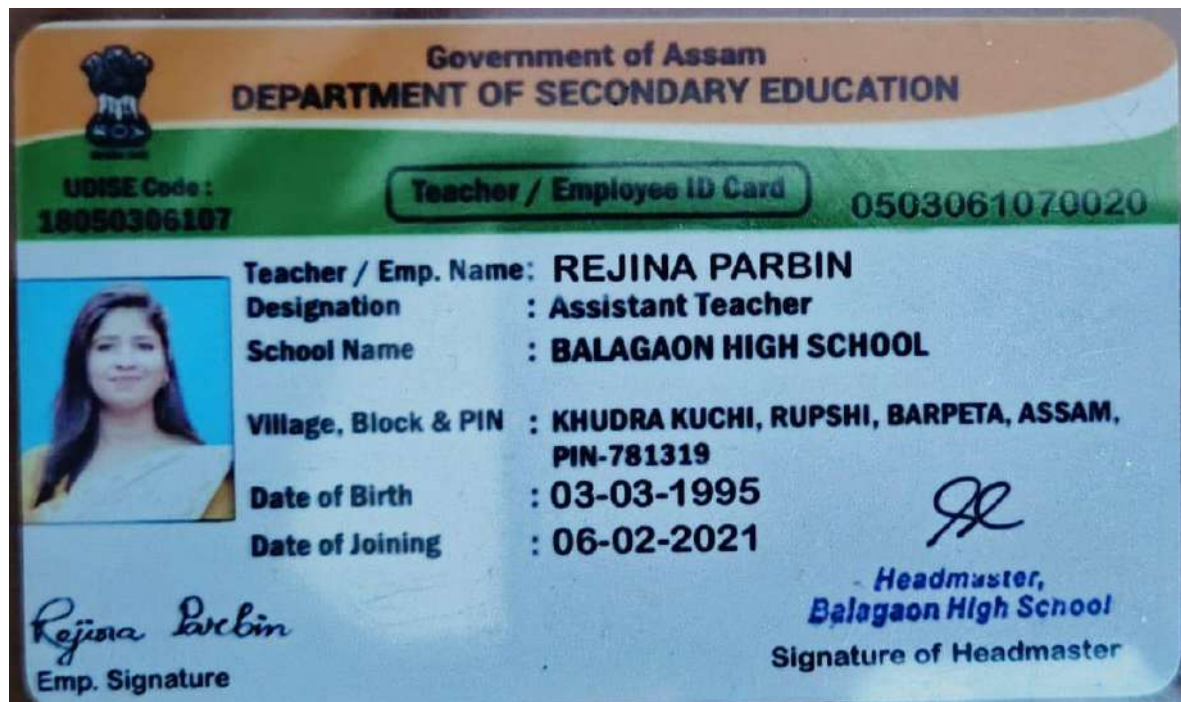 Government of Assam
DEPARTMENT OF SECONDARY EDUCATION
UDISE Code :
18050306107
Teacher / Employee ID Card
0503061070020
Teacher / Emp. Name: REJINA PARBIN
Designation : Assistant Teacher
School Name : BALAGAON HIGH SCHOOL
Village, Block & PIN : KHUDRA KUCHI, RUPSHI, BARPETA, ASSAM,
PIN-781319
Date of Birth : 03-03-1995
Date of Joining : 06-02-2021
Headmaster,
Balagaon High School
Signature of Headmaster
Rejina Parbin
Emp. Signature